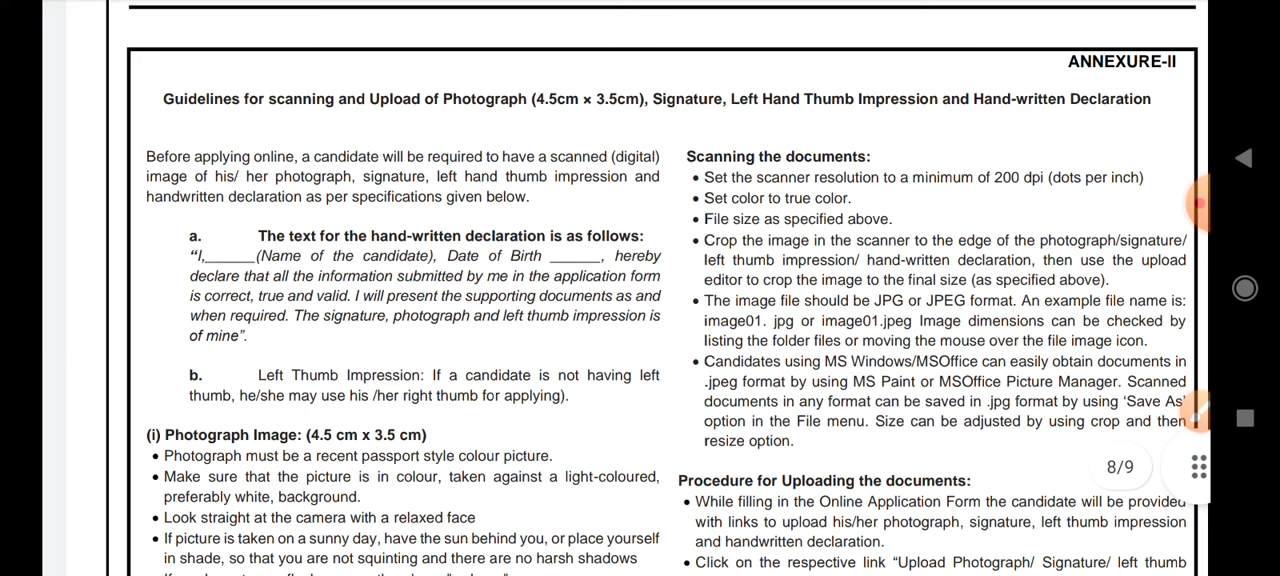 ANNEXURE-II
Guidelines for scanning and Upload of Photograph (4.5cm × 3.5cm), Signature, Left Hand Thumb Impression and Hand-written Declaration
Before applying online, a candidate will be required to have a scanned (digital)
image of his/ her photograph, signature, left hand thumb impression and
handwritten declaration as per specifications given below.
a. The text for the hand-written declaration is as follows:
“I,______(Name of the candidate), Date of Birth ______, hereby
declare that all the information submitted by me in the application form
is correct, true and valid. I will present the supporting documents as and
when required. The signature, photograph and left thumb impression is
of mine”.
b. Left Thumb Impression: If a candidate is not having left
thumb, he/she may use his /her right thumb for applying).
(i) Photograph Image: (4.5 cm x 3.5 cm)
• Photograph must be a recent passport style colour picture.
• Make sure that the picture is in colour, taken against a light-coloured,
preferably white, background.
• Look straight at the camera with a relaxed face
• If picture is taken on a sunny day, have the sun behind you, or place yourself
in shade, so that you are not squinting and there are no harsh shadows
Scanning the documents:
• Set the scanner resolution to a minimum of 200 dpi (dots per inch)
• Set color to true color.
• File size as specified above.
• Crop the image in the scanner to the edge of the photograph/signature/
left thumb impression/ hand-written declaration, then use the upload
editor to crop the image to the final size (as specified above).
• The image file should be JPG or JPEG format. An example file name is:
image01. jpg or image01.jpeg Image dimensions can be checked by
listing the folder files or moving the mouse over the file image icon.
• Candidates using MS Windows/MSOffice can easily obtain documents in
.jpeg format by using MS Paint or MSOffice Picture Manager. Scanned
documents in any format can be saved in .jpg format by using ‘Save As’
option in the File menu. Size can be adjusted by using crop and then
resize option.
Procedure for Uploading the documents:
• While filling in the Online Application Form the candidate will be provided
with links to upload his/her photograph, signature, left thumb impression
and handwritten declaration.
• Click on the respective link “Upload Photograph/ Signature/ left thumb
8/9